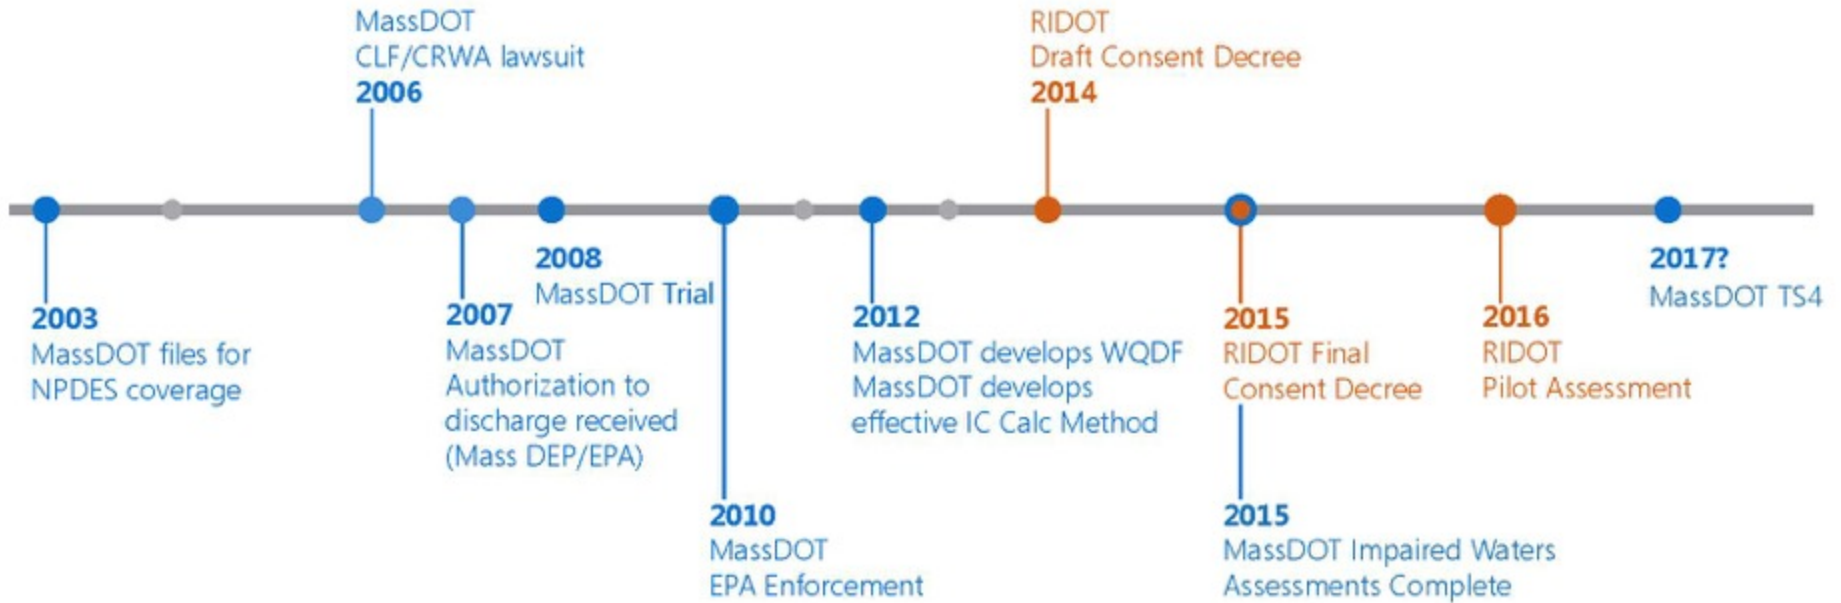 MassDOT
CLF/CRWA lawsuit
2006
RIDOT
Draft Consent Decree
2014
2003
MassDOT files for
NPDES coverage
2007
MassDOT
Authorization to
discharge received
(Mass DEP/EPA)
2008
MassDOT Trial
2010
MassDOT
EPA Enforcement
2012
MassDOT develops WQDF
MassDOT develops
effective IC Calc Method
2015
RIDOT Final
Consent Decree
2015
MassDOT Impaired Waters
Assessments Complete
2016
RIDOT
Pilot Assessment
2017?
MassDOT TS4